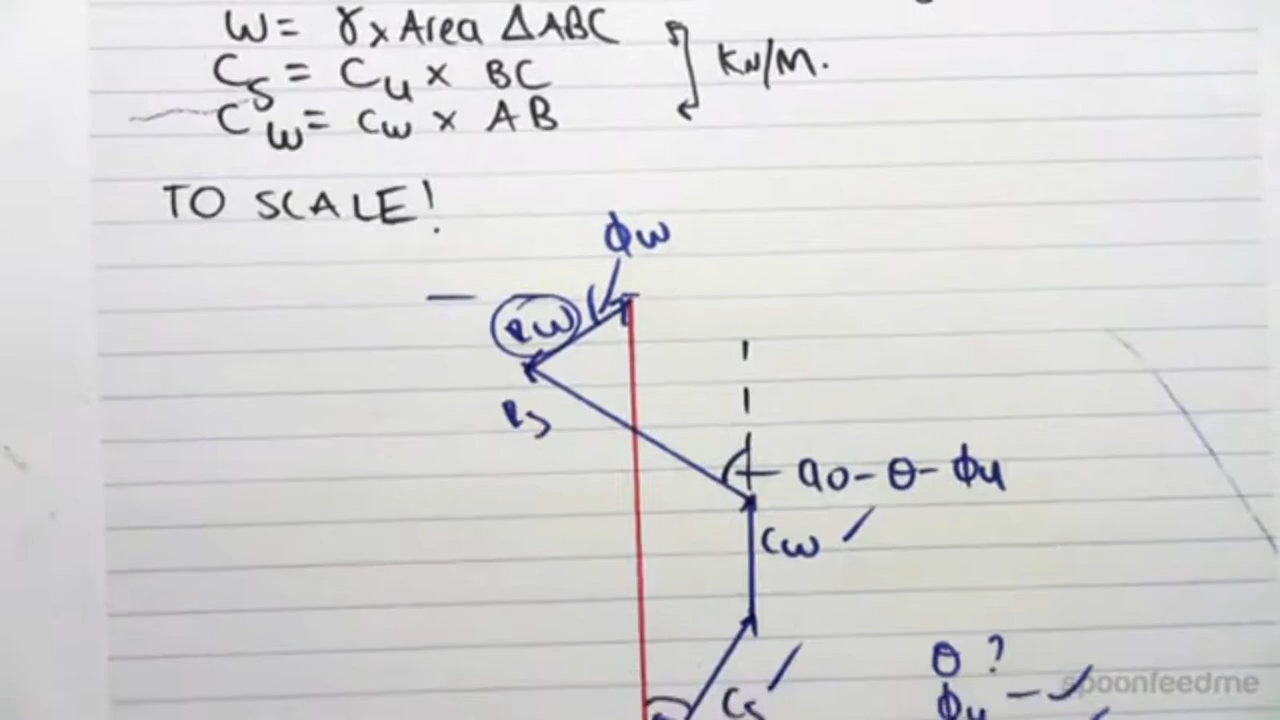 W = γ x Area ΔABC
Cs = Cu x BC
Cw = cw x AB
KN/M.
TO SCALE!
ϕw
Rw
Rs
90 - θ - ϕu
Cw
Cs
θ ?
ϕu
spoonfeedme